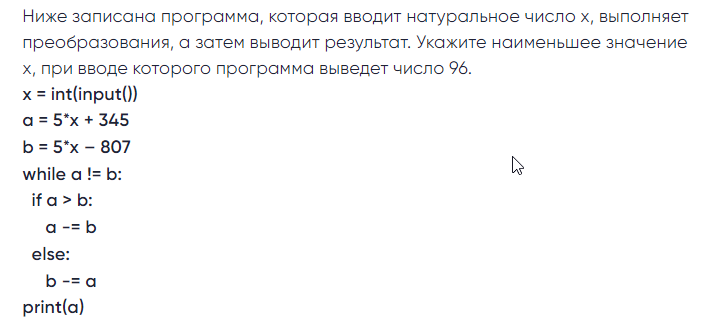 Ниже записана программа, которая вводит натуральное число x, выполняет
преобразования, а затем выводит результат. Укажите наименьшее значение
x, при вводе которого программа выведет число 96.
x = int(input())
a = 5*x + 345
b = 5*x – 807
while a != b:
  if a > b:
    a -= b
  else:
    b -= a
print(a)